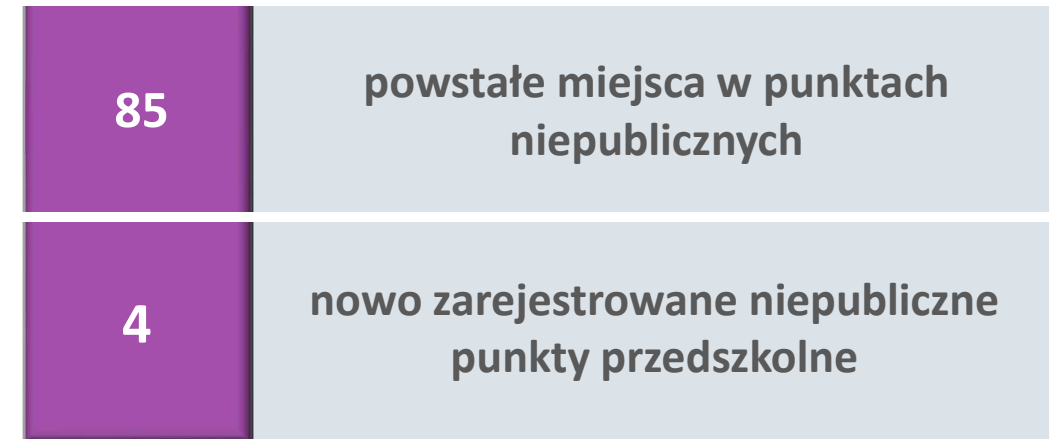 85
powstałe miejsca w punktach
niepublicznych
4
nowo zarejestrowane niepubliczne
punkty przedszkolne